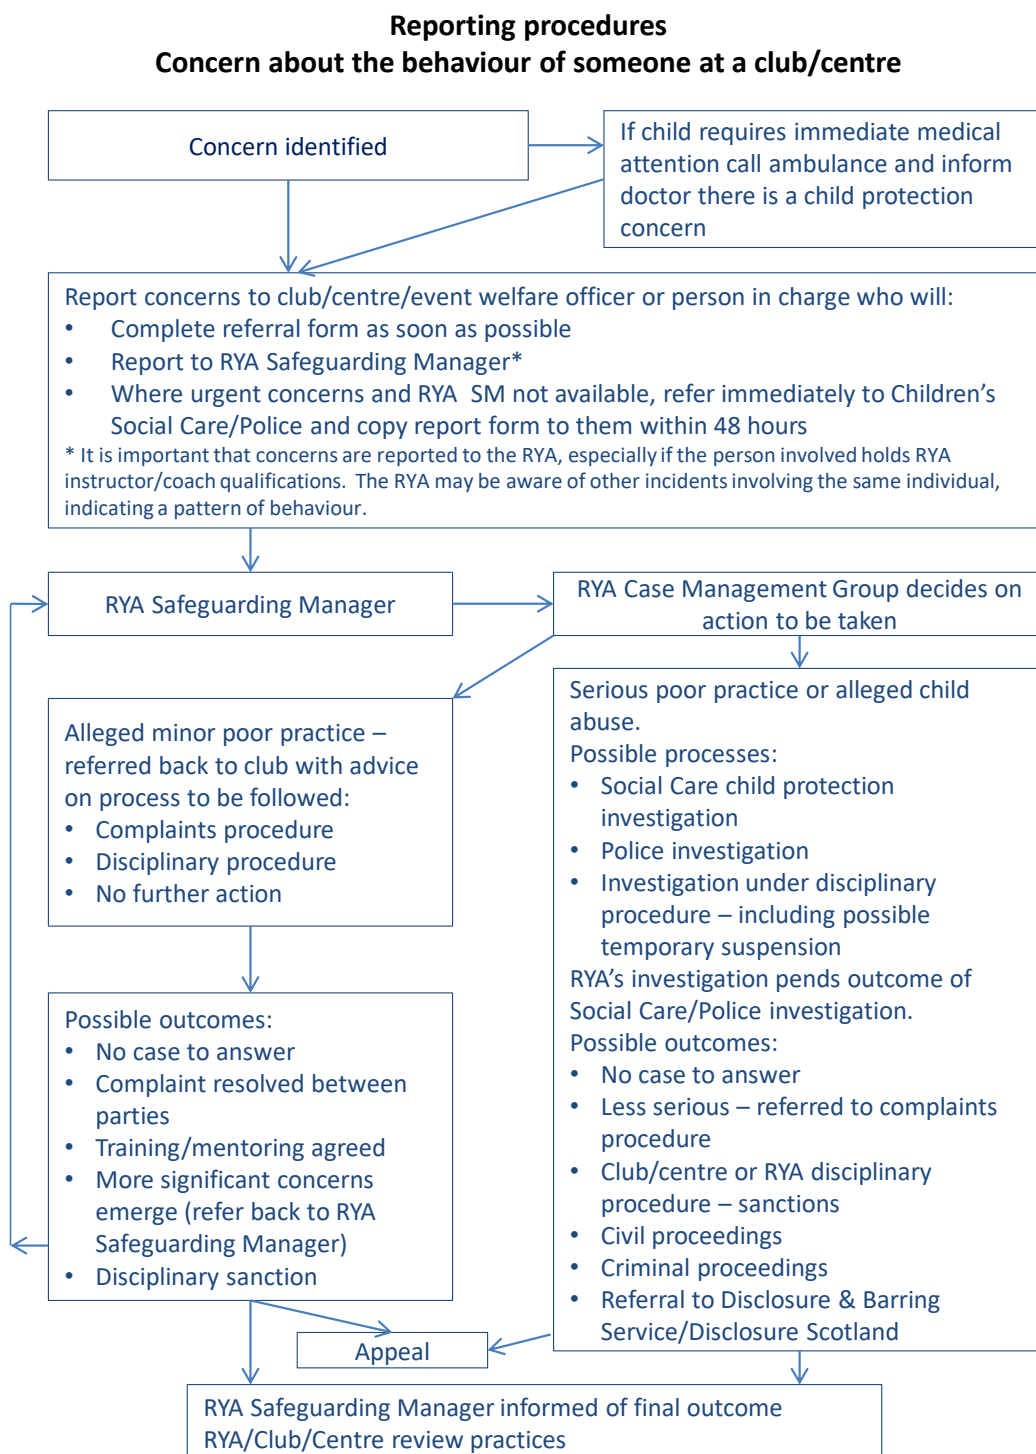 Reporting procedures
Concern about the behaviour of someone at a club/centre
Concern identified
If child requires immediate medical
attention call ambulance and inform
doctor there is a child protection
concern
Report concerns to club/centre/event welfare officer or person in charge who will:
• Complete referral form as soon as possible
• Report to RYA Safeguarding Manager*
• Where urgent concerns and RYA SM not available, refer immediately to Children’s
Social Care/Police and copy report form to them within 48 hours
* It is important that concerns are reported to the RYA, especially if the person involved holds RYA
instructor/coach qualifications. The RYA may be aware of other incidents involving the same individual,
indicating a pattern of behaviour.
RYA Safeguarding Manager
RYA Case Management Group decides on
action to be taken
Alleged minor poor practice –
referred back to club with advice
on process to be followed:
• Complaints procedure
• Disciplinary procedure
• No further action
Serious poor practice or alleged child
abuse.
Possible processes:
• Social Care child protection
investigation
• Police investigation
• Investigation under disciplinary
procedure – including possible
temporary suspension
RYA’s investigation pends outcome of
Social Care/Police investigation.
Possible outcomes:
• No case to answer
• Less serious – referred to complaints
procedure
• Club/centre or RYA disciplinary
procedure – sanctions
• Civil proceedings
• Criminal proceedings
• Referral to Disclosure & Barring
Service/Disclosure Scotland
Possible outcomes:
• No case to answer
• Complaint resolved between
parties
• Training/mentoring agreed
• More significant concerns
emerge (refer back to RYA
Safeguarding Manager)
• Disciplinary sanction
Appeal
RYA Safeguarding Manager informed of final outcome
RYA/Club/Centre review practices